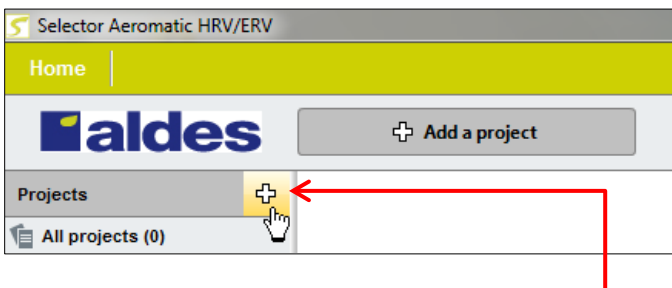 Selector Aeromatic HRV/ERV
Home
aldes
Add a project
Projects
All projects (0)